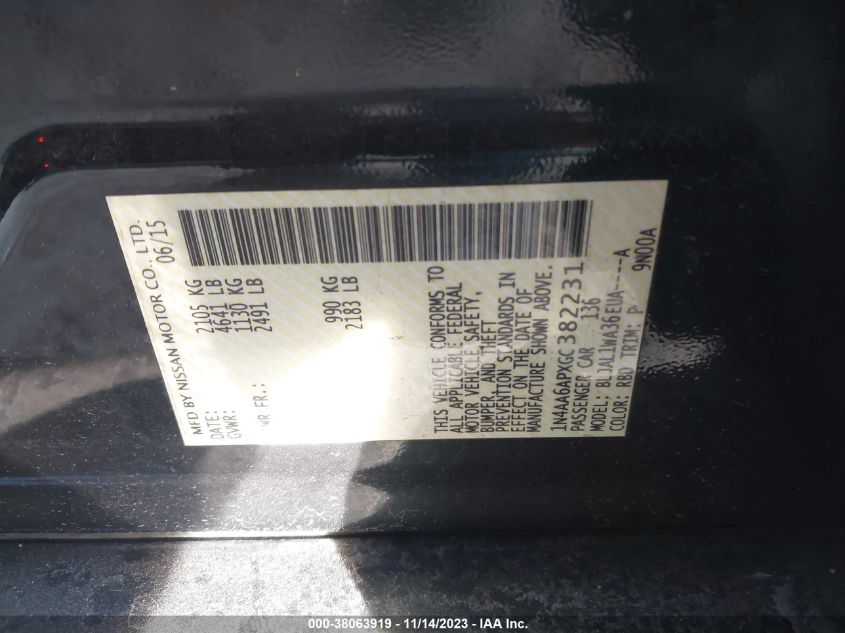 MFD BY NISSAN MOTOR CO., LTD.
DATE: 06/15
GVWR: 2105 KG
4641 LB
WR FR.: 1130 KG
2491 LB
990 KG
2183 LB
THIS VEHICLE CONFORMS TO
ALL APPLICABLE FEDERAL
MOTOR VEHICLE SAFETY,
BUMPER, AND THEFT
PREVENTION STANDARDS IN
EFFECT ON THE DATE OF
MANUFACTURE SHOWN ABOVE.
1N4AA6APXGC382231
PASSENGER CAR 136
MODEL: BLJAL1WA36EUA----A
COLOR: RBD TRIM: P 9N00A
000-38063919 - 11/14/2023 - IAA Inc.